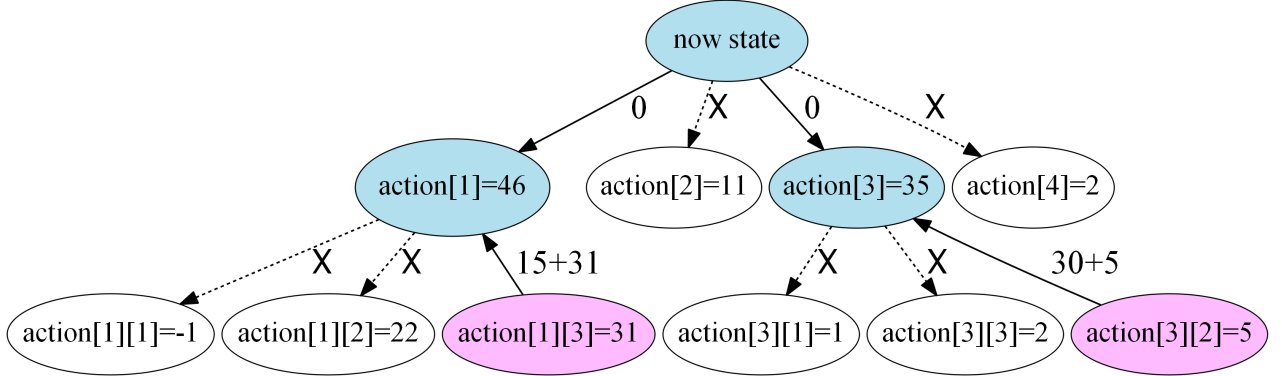 now state
0
X
0
X
action[1]=46
action[2]=11
action[3]=35
action[4]=2
X
X
15+31
X
X
30+5
action[1][1]=-1
action[1][2]=22
action[1][3]=31
action[3][1]=1
action[3][3]=2
action[3][2]=5